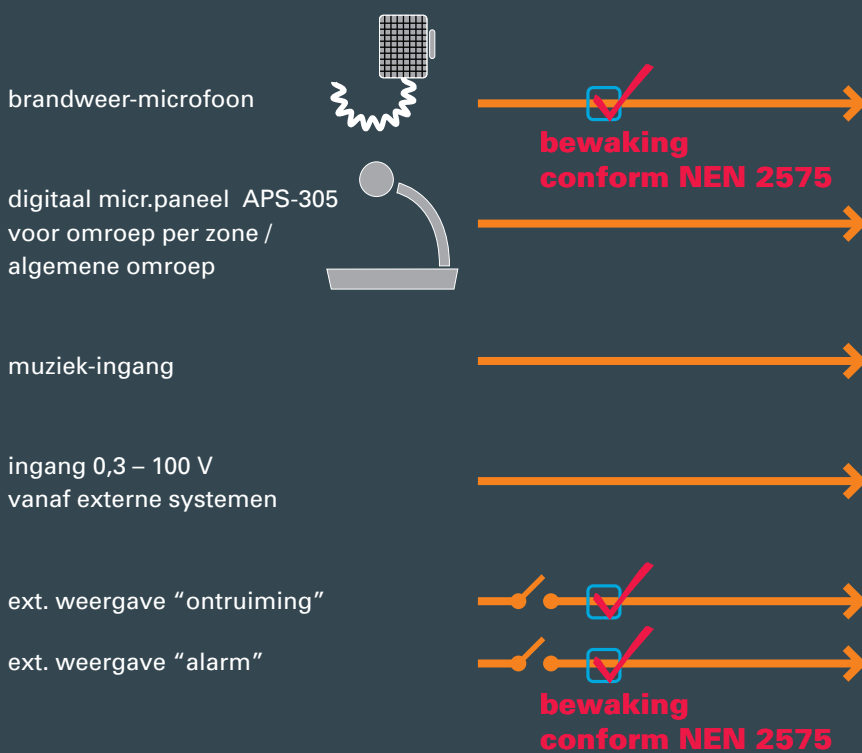 brandweer-microfoon
bewaking
conform NEN 2575
digitaal micr.paneel APS-305
voor omroep per zone /
algemene omroep
muziek-ingang
ingang 0,3 – 100 V
vanaf externe systemen
ext. weergave “ontruiming”
ext. weergave “alarm”
bewaking
conform NEN 2575